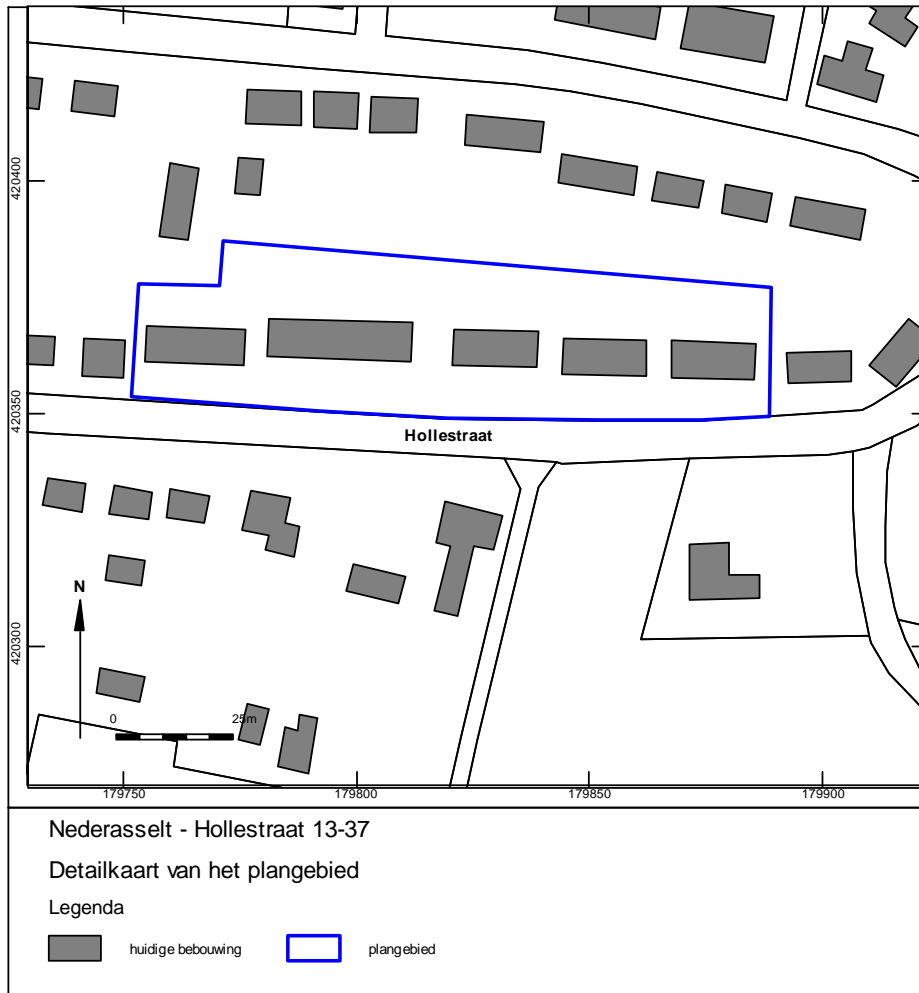 420400
420350
Hollestraat
N
420300
0 25m
179750 179800 179850 179900
Nederasselt - Hollestraat 13-37
Detailkaart van het plangebied
Legenda
huidige bebouwing plangebied